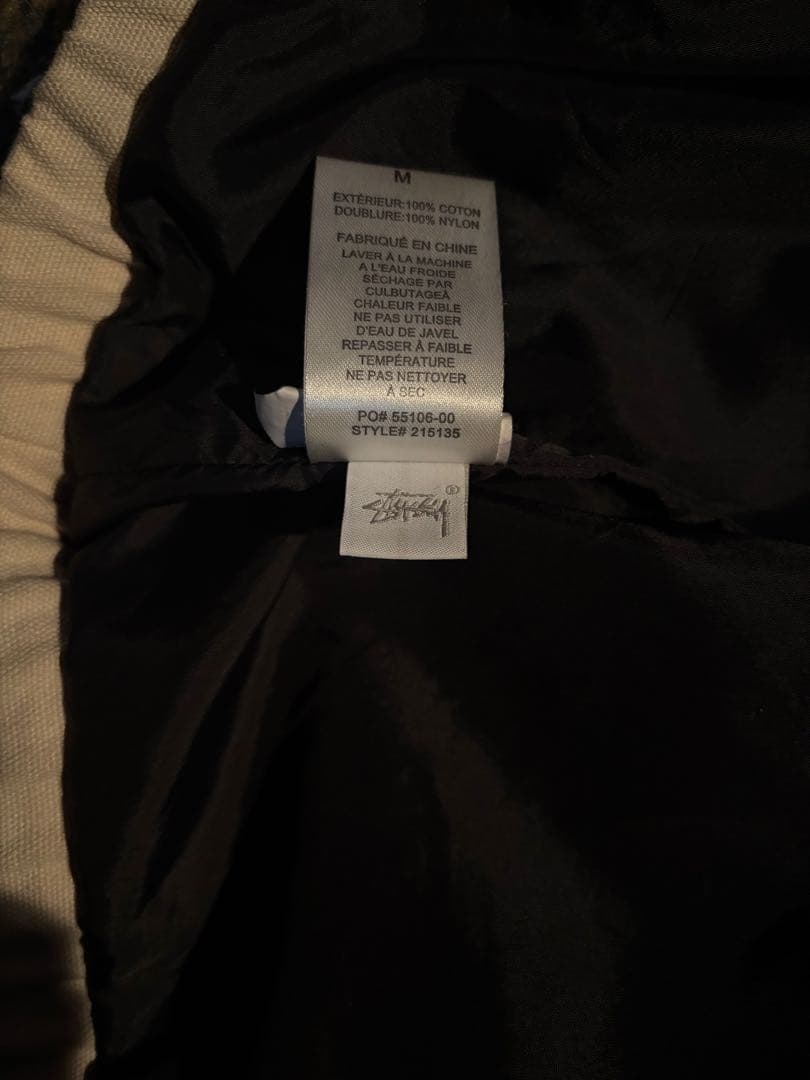 M
EXTÉRIEUR:100% COTON
DOUBLURE:100% NYLON
FABRIQUÉ EN CHINE
LAVER À LA MACHINE
A L'EAU FROIDE
SÉCHAGE PAR
CULBUTAGEÀ
CHALEUR FAIBLE
NE PAS UTILISER
D'EAU DE JAVEL
REPASSER À FAIBLE
TEMPÉRATURE
NE PAS NETTOYER
À SEC
PO# 55106-00
STYLE# 215135
Stüssy®